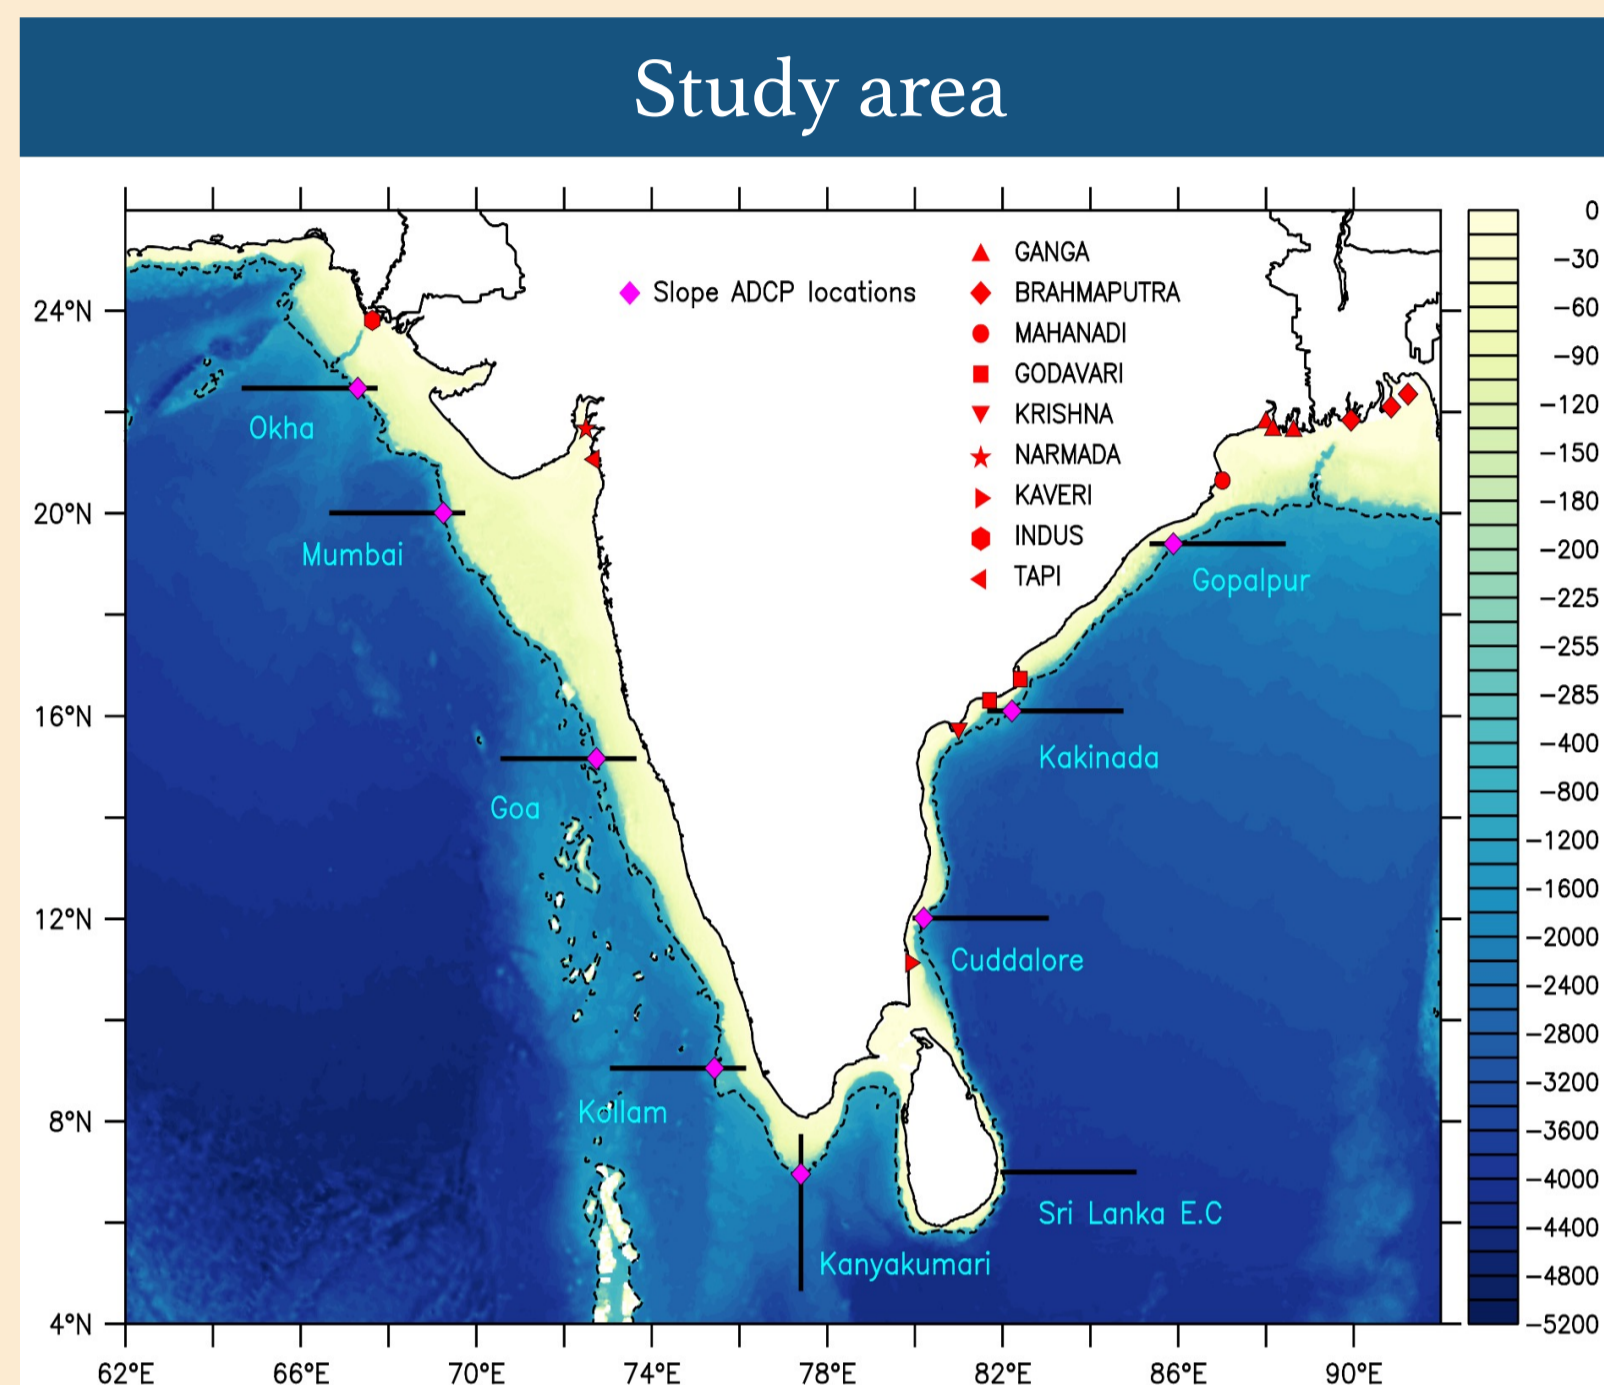 Study area
Slope ADCP locations
GANGA
BRAHMAPUTRA
MAHANADI
GODAVARI
KRISHNA
NARMADA
KAVERI
INDUS
TAPI
Okha
Mumbai
Goa
Kollam
Kanyakumari
Sri Lanka E.C
Cuddalore
Kakinada
Gopalpur
24°N
20°N
16°N
12°N
8°N
4°N
62°E 66°E 70°E 74°E 78°E 82°E 86°E 90°E
0
−30
−60
−90
−120
−150
−180
−200
−225
−255
−285
−400
−800
−1200
−1600
−2000
−2400
−2800
−3200
−3600
−4000
−4400
−4800
−5200